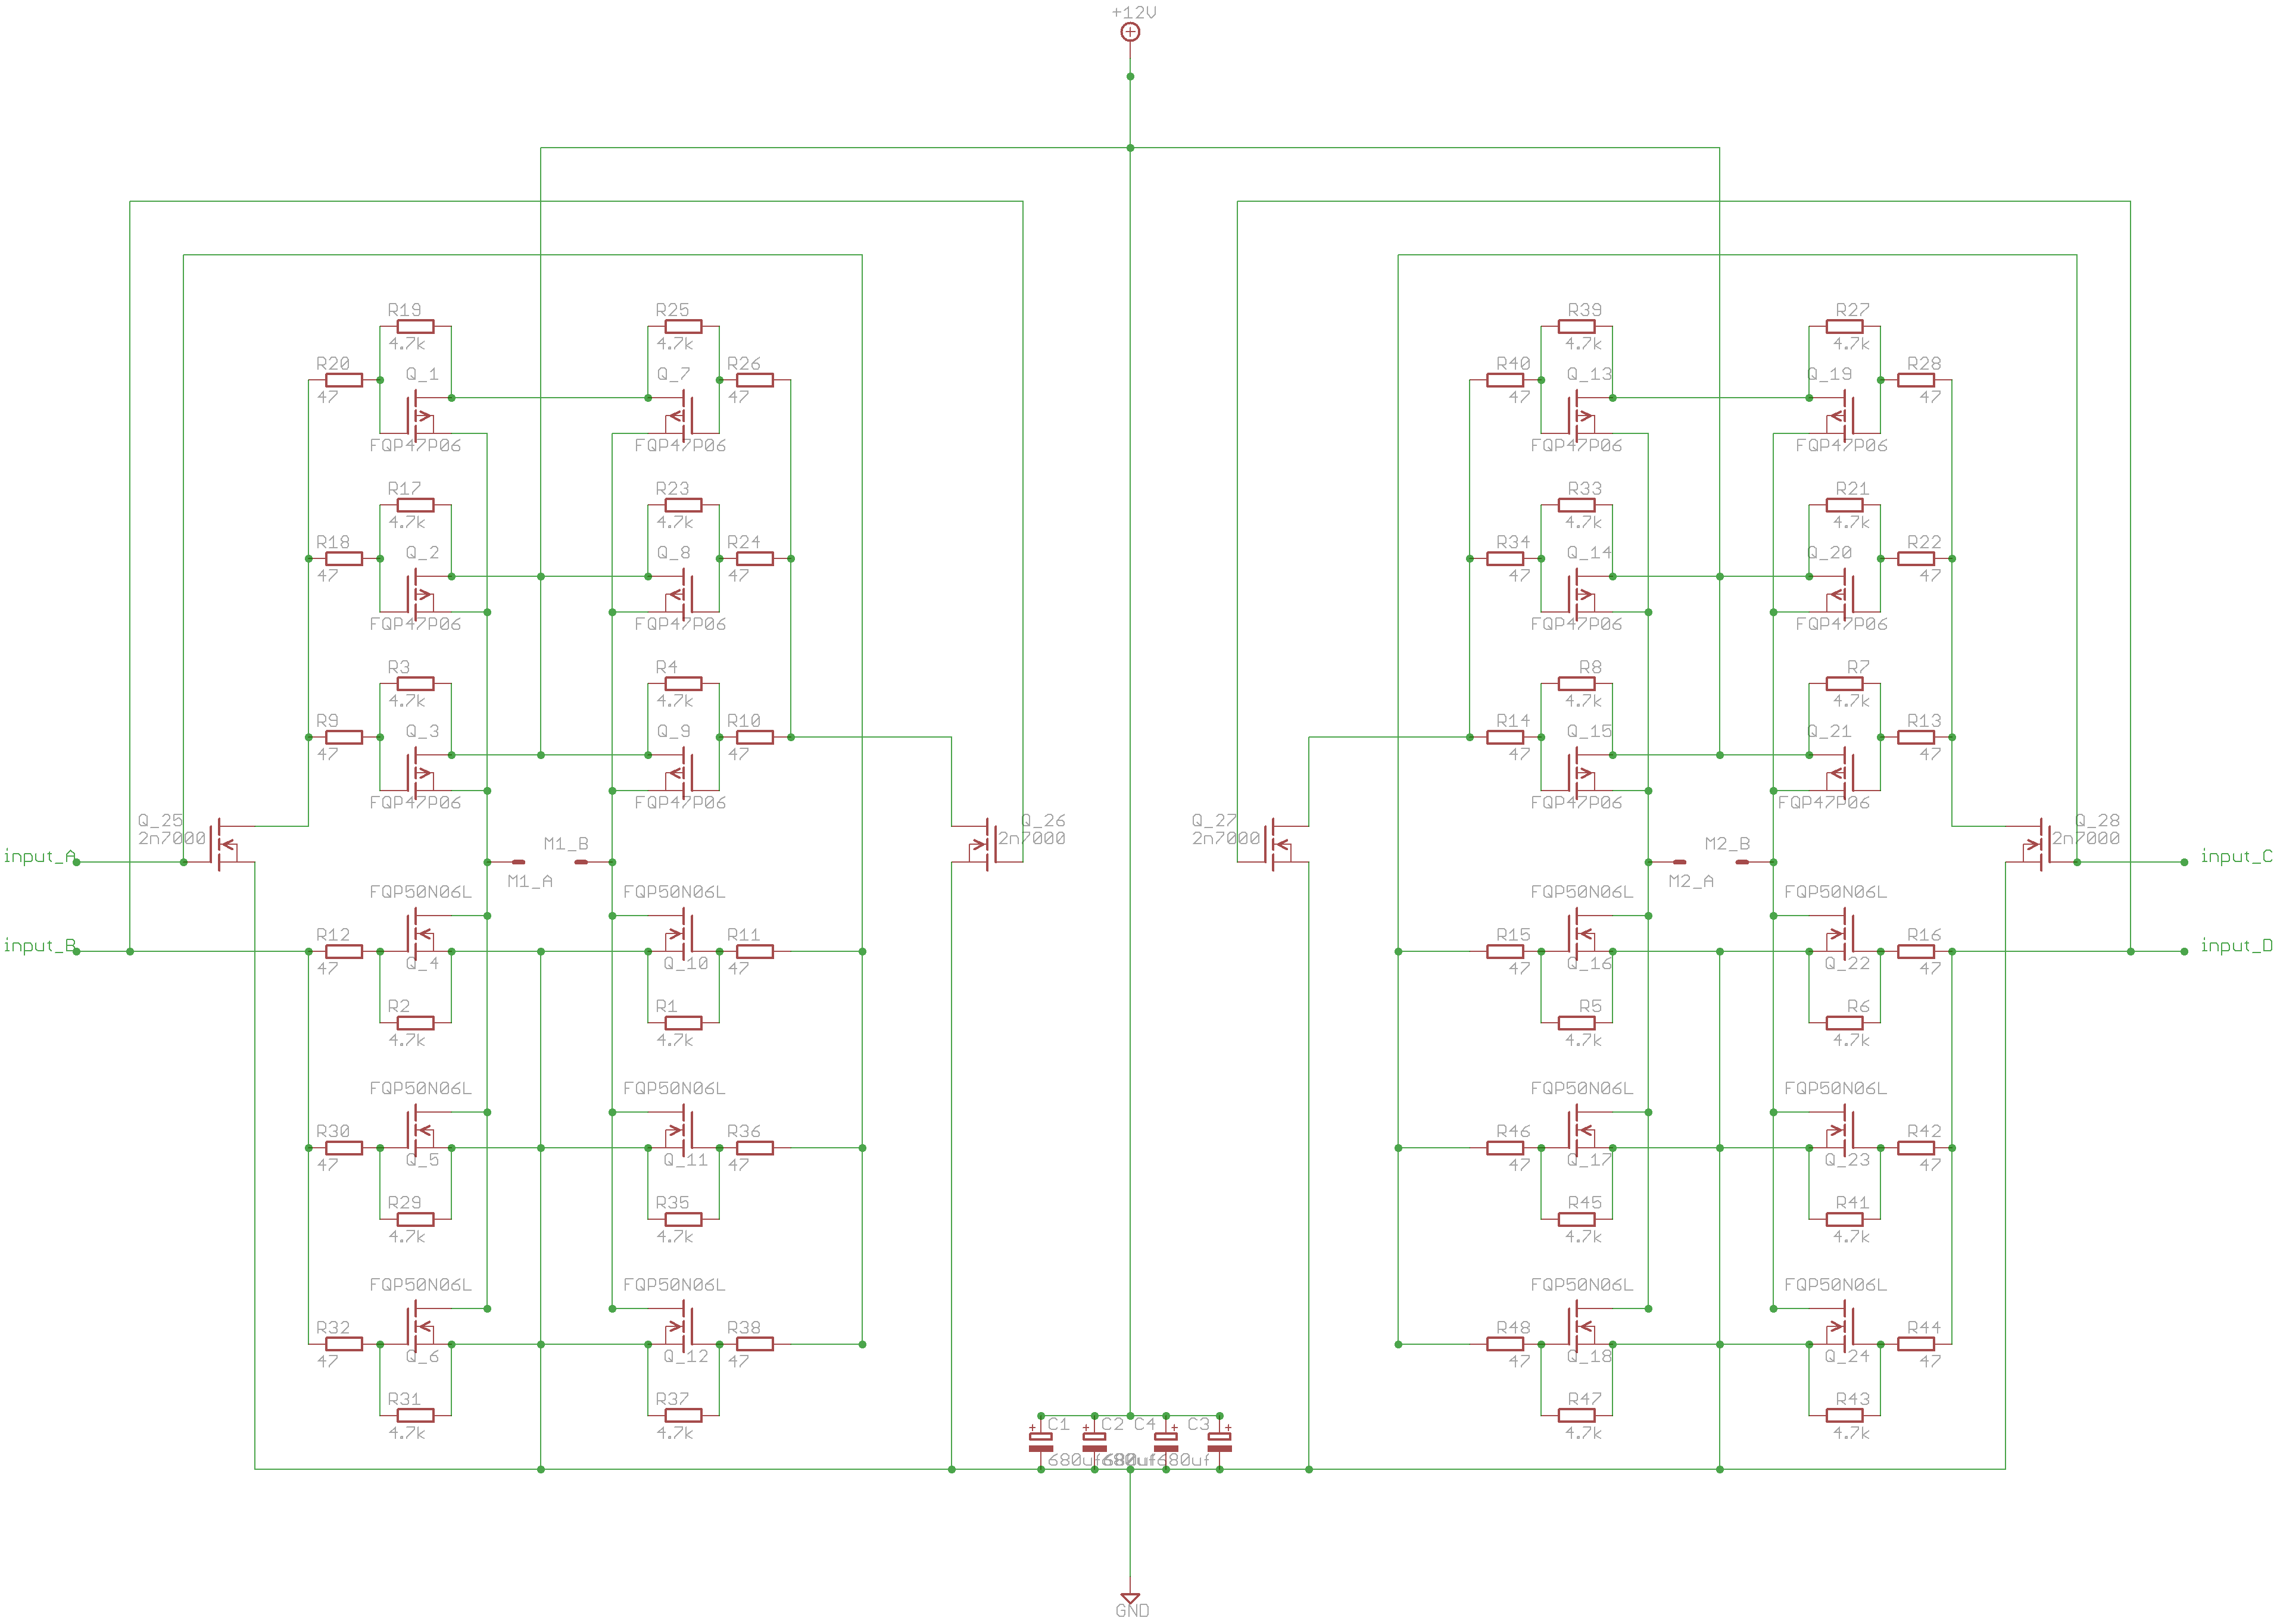 +12V
R19
4.7k
R25
4.7k
R39
4.7k
R27
4.7k
R20
47
Q_1
FQP47P06
Q_7
FQP47P06
R26
47
R40
47
Q_13
FQP47P06
Q_19
FQP47P06
R28
47
R17
4.7k
R23
4.7k
R33
4.7k
R21
4.7k
R18
47
Q_2
FQP47P06
Q_8
FQP47P06
R24
47
R34
47
Q_14
FQP47P06
Q_20
FQP47P06
R22
47
R3
4.7k
R4
4.7k
R8
4.7k
R7
4.7k
R9
47
Q_3
FQP47P06
Q_9
FQP47P06
R10
47
R14
47
Q_15
FQP47P06
Q_21
FQP47P06
R13
47
Q_25
2n7000
Q_26
2n7000
Q_27
2n7000
Q_28
2n7000
input_A
M1_B
M1_A
M2_B
M2_A
input_C
input_B
FQP50N06L
R12
47
Q_4
R2
4.7k
FQP50N06L
Q_10
R11
47
R1
4.7k
FQP50N06L
R15
47
Q_16
R5
4.7k
FQP50N06L
Q_22
R16
47
R6
4.7k
input_D
FQP50N06L
R30
47
Q_5
R29
4.7k
FQP50N06L
Q_11
R36
47
R35
4.7k
FQP50N06L
R46
47
Q_17
R45
4.7k
FQP50N06L
Q_23
R42
47
R41
4.7k
FQP50N06L
R32
47
Q_6
R31
4.7k
FQP50N06L
Q_12
R38
47
R37
4.7k
FQP50N06L
R48
47
Q_18
R47
4.7k
FQP50N06L
Q_24
R44
47
R43
4.7k
C1
C2
C4
C3
680uf
680uf
680uf
GND